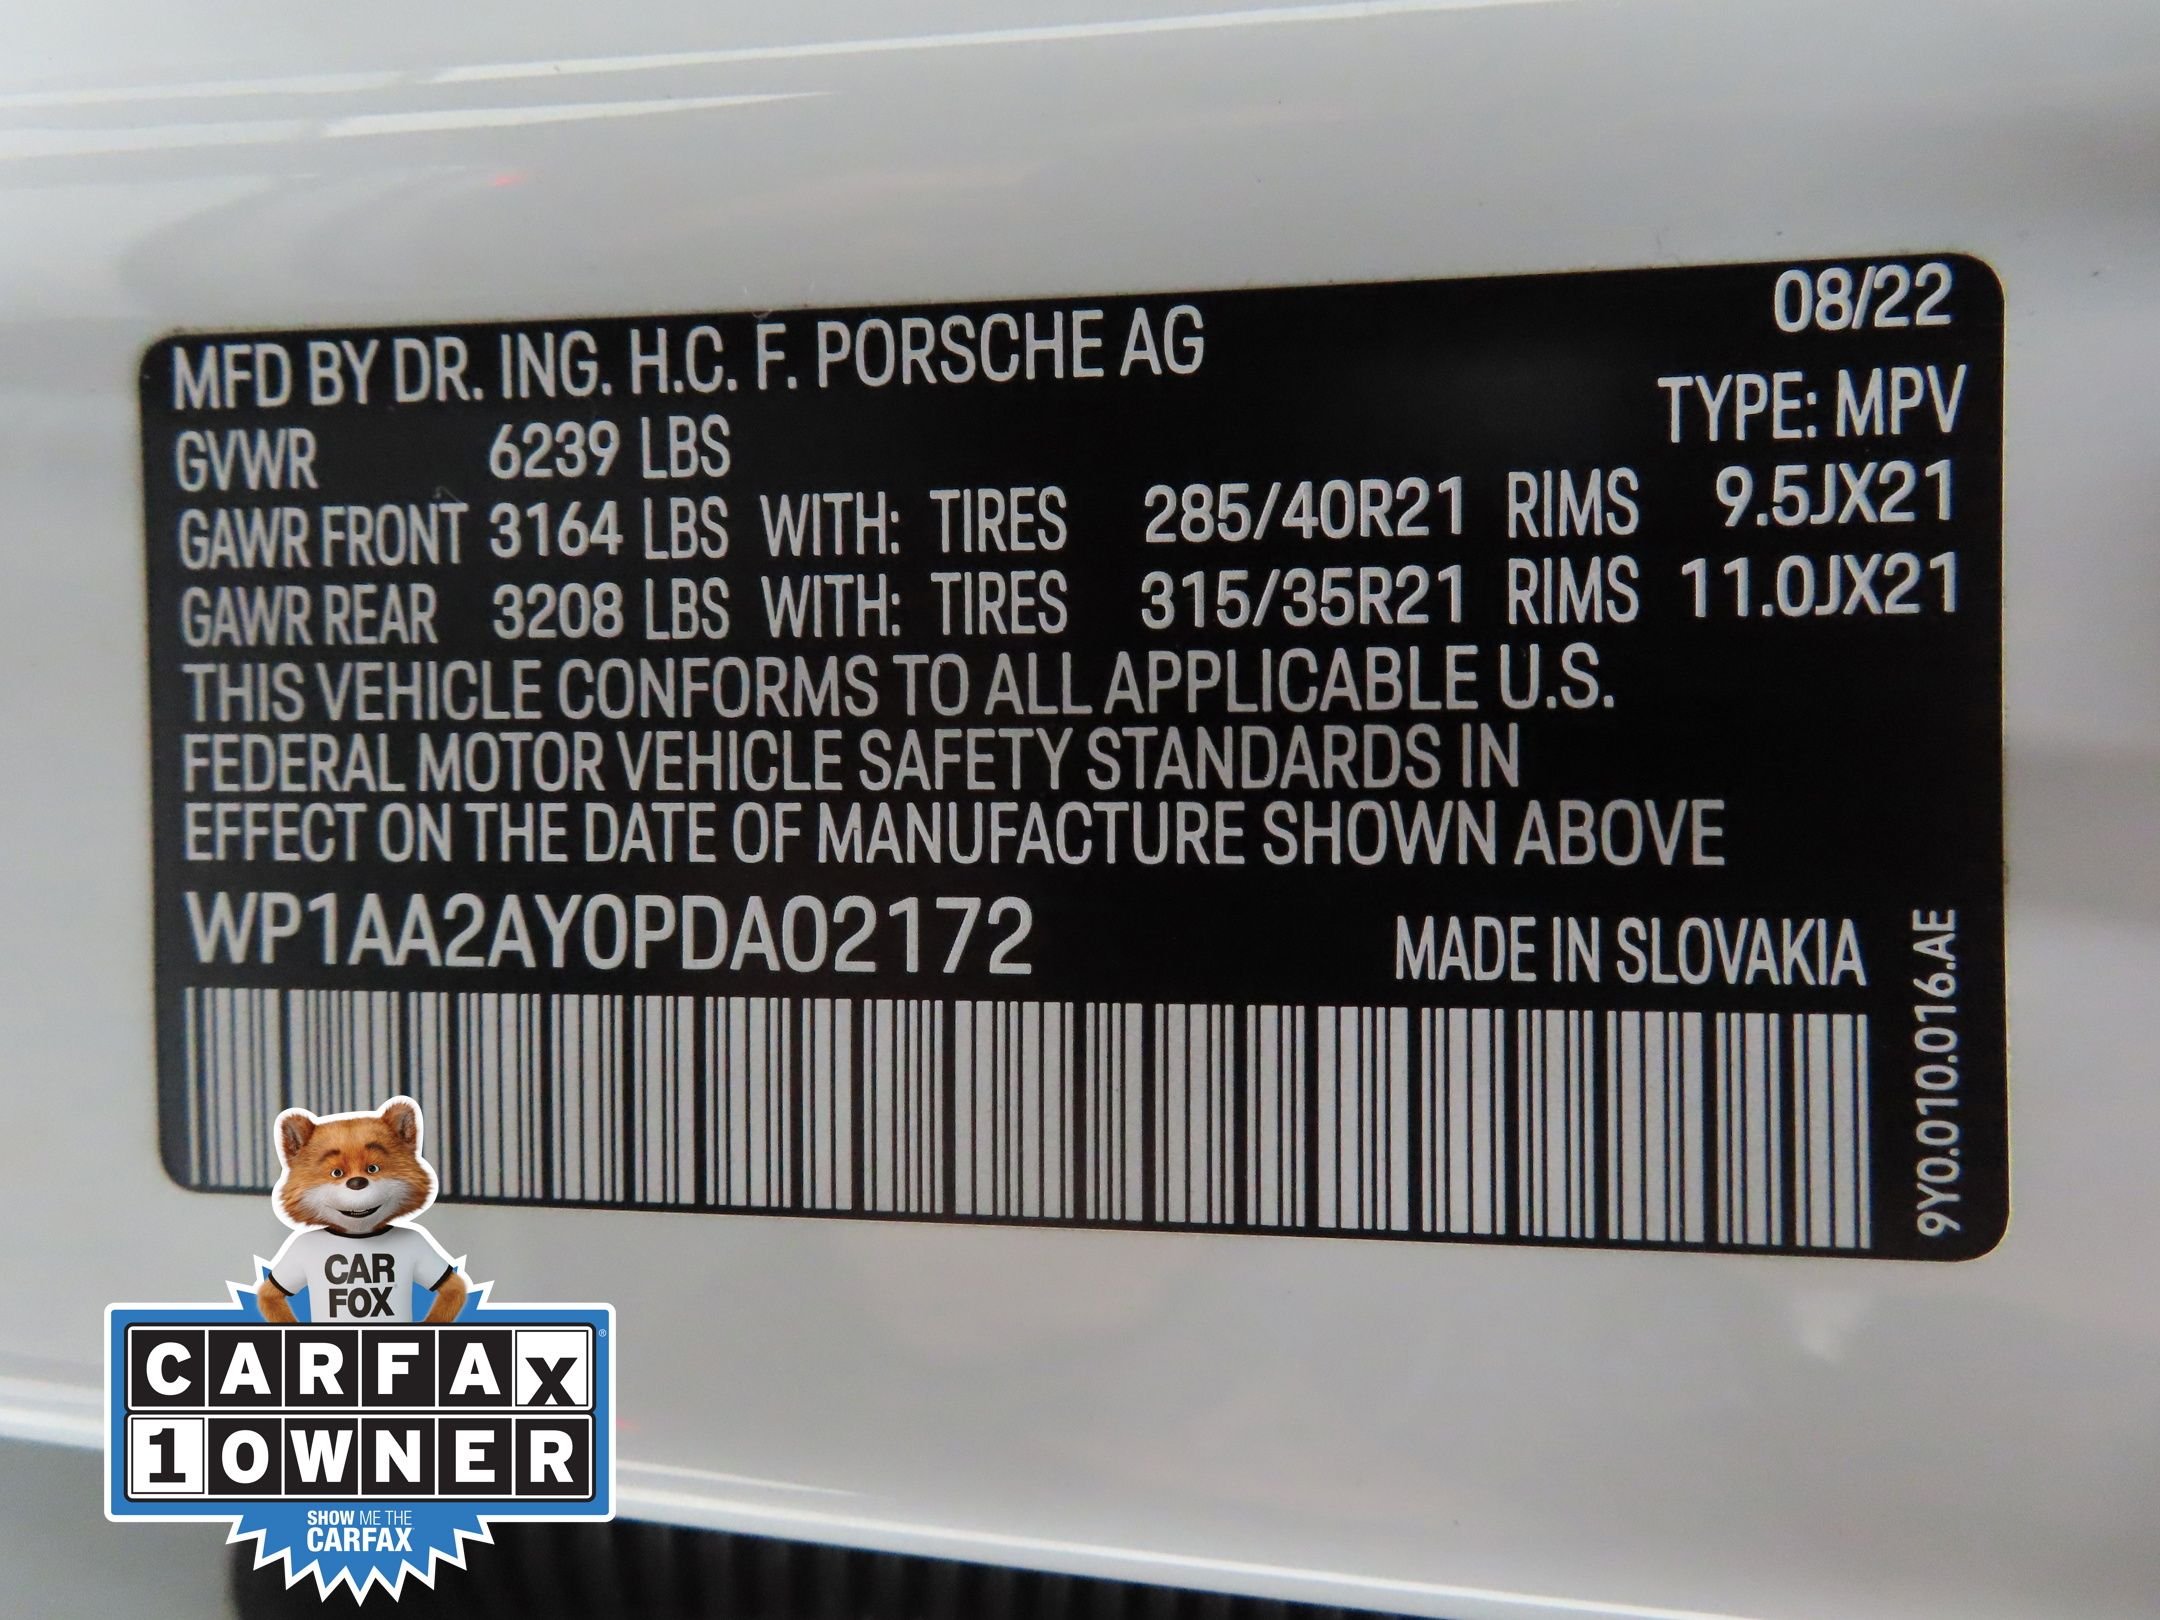 08/22
MFD BY DR. ING. H.C. F. PORSCHE AG
TYPE: MPV
GVWR 6239 LBS
GAWR FRONT 3164 LBS WITH: TIRES 285/40R21 RIMS 9.5JX21
GAWR REAR 3208 LBS WITH: TIRES 315/35R21 RIMS 11.0JX21
THIS VEHICLE CONFORMS TO ALL APPLICABLE U.S.
FEDERAL MOTOR VEHICLE SAFETY STANDARDS IN
EFFECT ON THE DATE OF MANUFACTURE SHOWN ABOVE
WP1AA2AY0PDA02172 MADE IN SLOVAKIA
9Y0.010.016.AE
CAR
FOX
CARFAX®
1 OWNER
SHOW ME THE
CARFAX